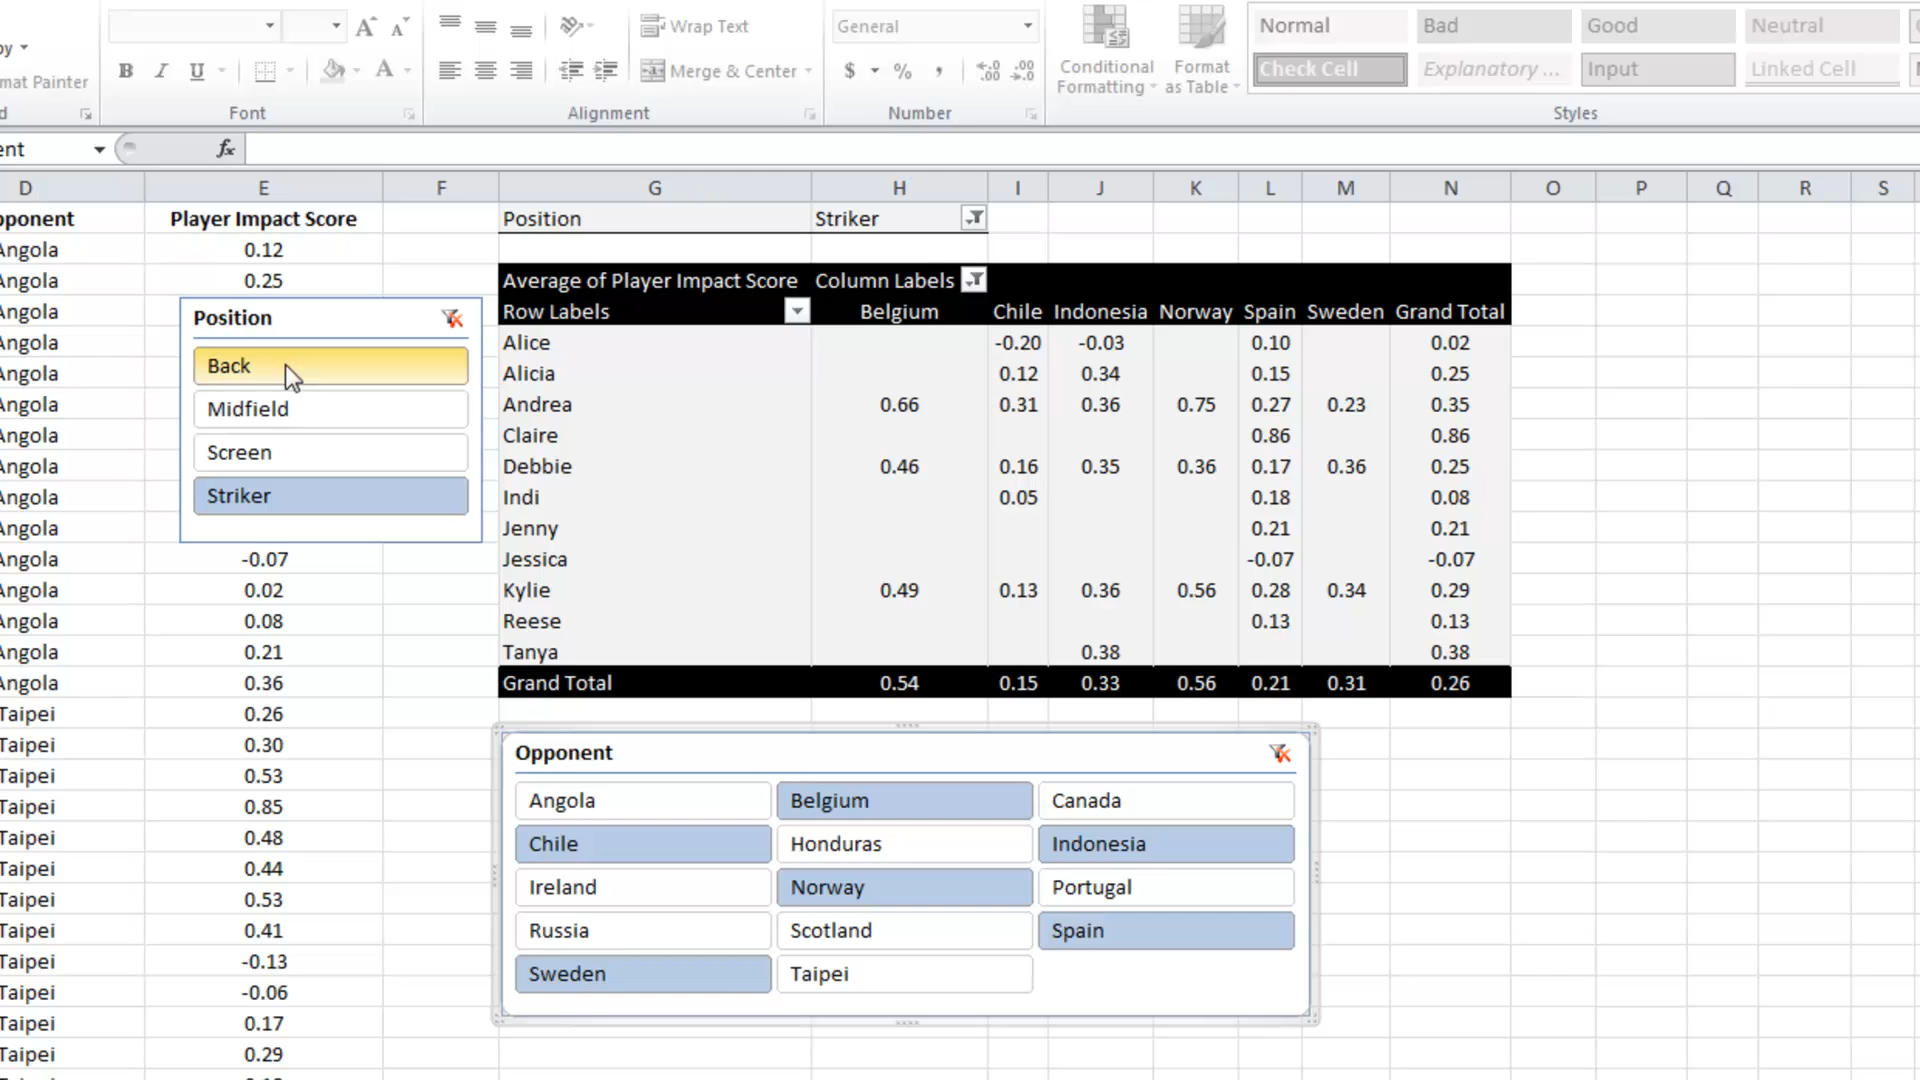 General
Wrap Text
Merge & Center
B I U A
$ % ,
Conditional Formatting
Format as Table
Normal Bad Good Neutral
Check Cell Explanatory ... Input Linked Cell
mat Painter
Font Alignment Number Styles
ent fx
D E F G H I J K L M N O P Q R S
pponent Player Impact Score Position Striker
Angola 0.12
Angola 0.25 Average of Player Impact Score Column Labels
Angola Row Labels Belgium Chile Indonesia Norway Spain Sweden Grand Total
Angola Alice -0.20 -0.03 0.10 0.02
Angola Alicia 0.12 0.34 0.15 0.25
Angola Andrea 0.66 0.31 0.36 0.75 0.27 0.23 0.35
Angola Claire 0.86 0.86
Angola Debbie 0.46 0.16 0.35 0.36 0.17 0.36 0.25
Angola Indi 0.05 0.18 0.08
Angola Jenny 0.21 0.21
Angola -0.07 Jessica -0.07 -0.07
Angola 0.02 Kylie 0.49 0.13 0.36 0.56 0.28 0.34 0.29
Angola 0.08 Reese 0.13 0.13
Angola 0.21 Tanya 0.38 0.38
Angola 0.36 Grand Total 0.54 0.15 0.33 0.56 0.21 0.31 0.26
Taipei 0.26
Taipei 0.30
Taipei 0.53
Taipei 0.85
Taipei 0.48
Taipei 0.44
Taipei 0.53
Taipei 0.41
Taipei -0.13
Taipei -0.06
Taipei 0.17
Taipei 0.29
Position
Back
Midfield
Screen
Striker
Opponent
Angola Belgium Canada
Chile Honduras Indonesia
Ireland Norway Portugal
Russia Scotland Spain
Sweden Taipei